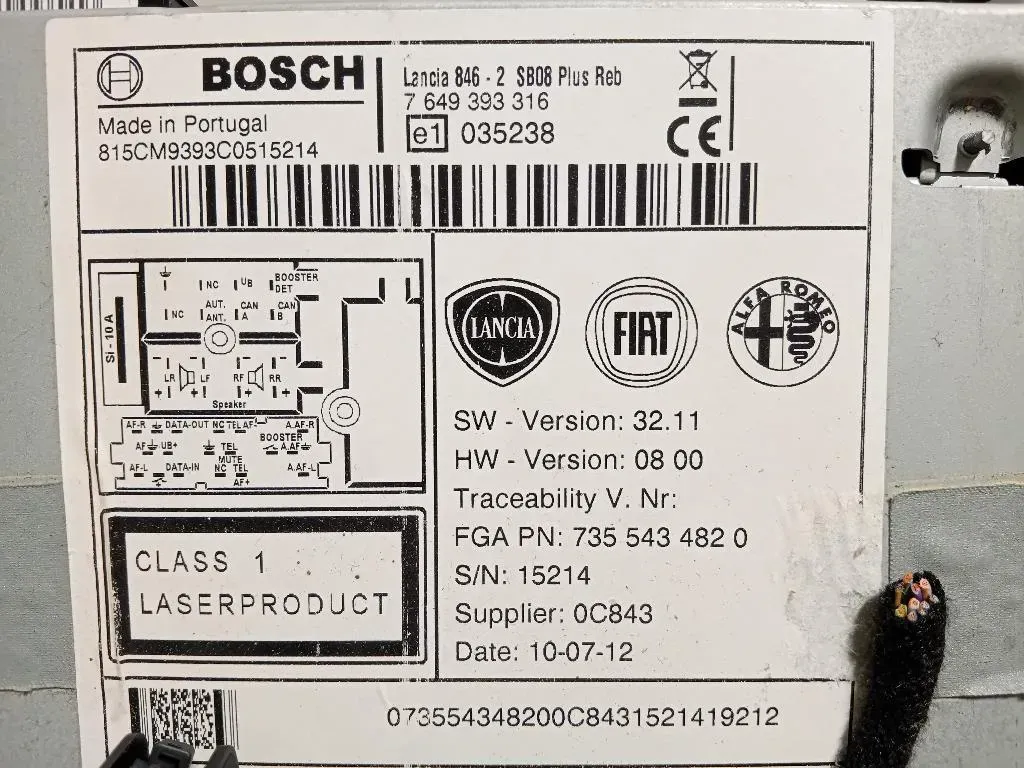 BOSCH
Lancia 846 - 2 SB08 Plus Reb
7 649 393 316
Made in Portugal
e1 035238
CE
815CM9393C0515214
BOOSTER
NC UB DET
NC AUT. ANT. CAN A CAN B
Si - 10 A
LR LF RF RR
Speaker
AF-R DATA-OUT NC TEL AF- A.AF-R
BOOSTER
AF UB+ TEL MUTE A.AF
AF-L DATA-IN NC TEL AF+ A.AF-L
LANCIA
FIAT
ALFA ROMEO
SW - Version: 32.11
HW - Version: 08 00
Traceability V. Nr:
FGA PN: 735 543 482 0
S/N: 15214
Supplier: 0C843
Date: 10-07-12
CLASS 1
LASERPRODUCT
073554348200C8431521419212